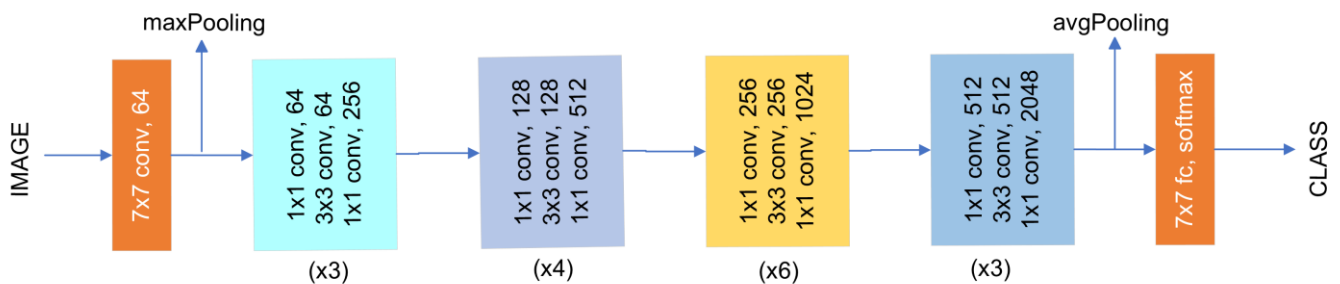 maxPooling
avgPooling
IMAGE
7x7 conv, 64
1x1 conv, 64
3x3 conv, 64
1x1 conv, 256
(x3)
1x1 conv, 128
3x3 conv, 128
1x1 conv, 512
(x4)
1x1 conv, 256
3x3 conv, 256
1x1 conv, 1024
(x6)
1x1 conv, 512
3x3 conv, 512
1x1 conv, 2048
(x3)
7x7 fc, softmax
CLASS